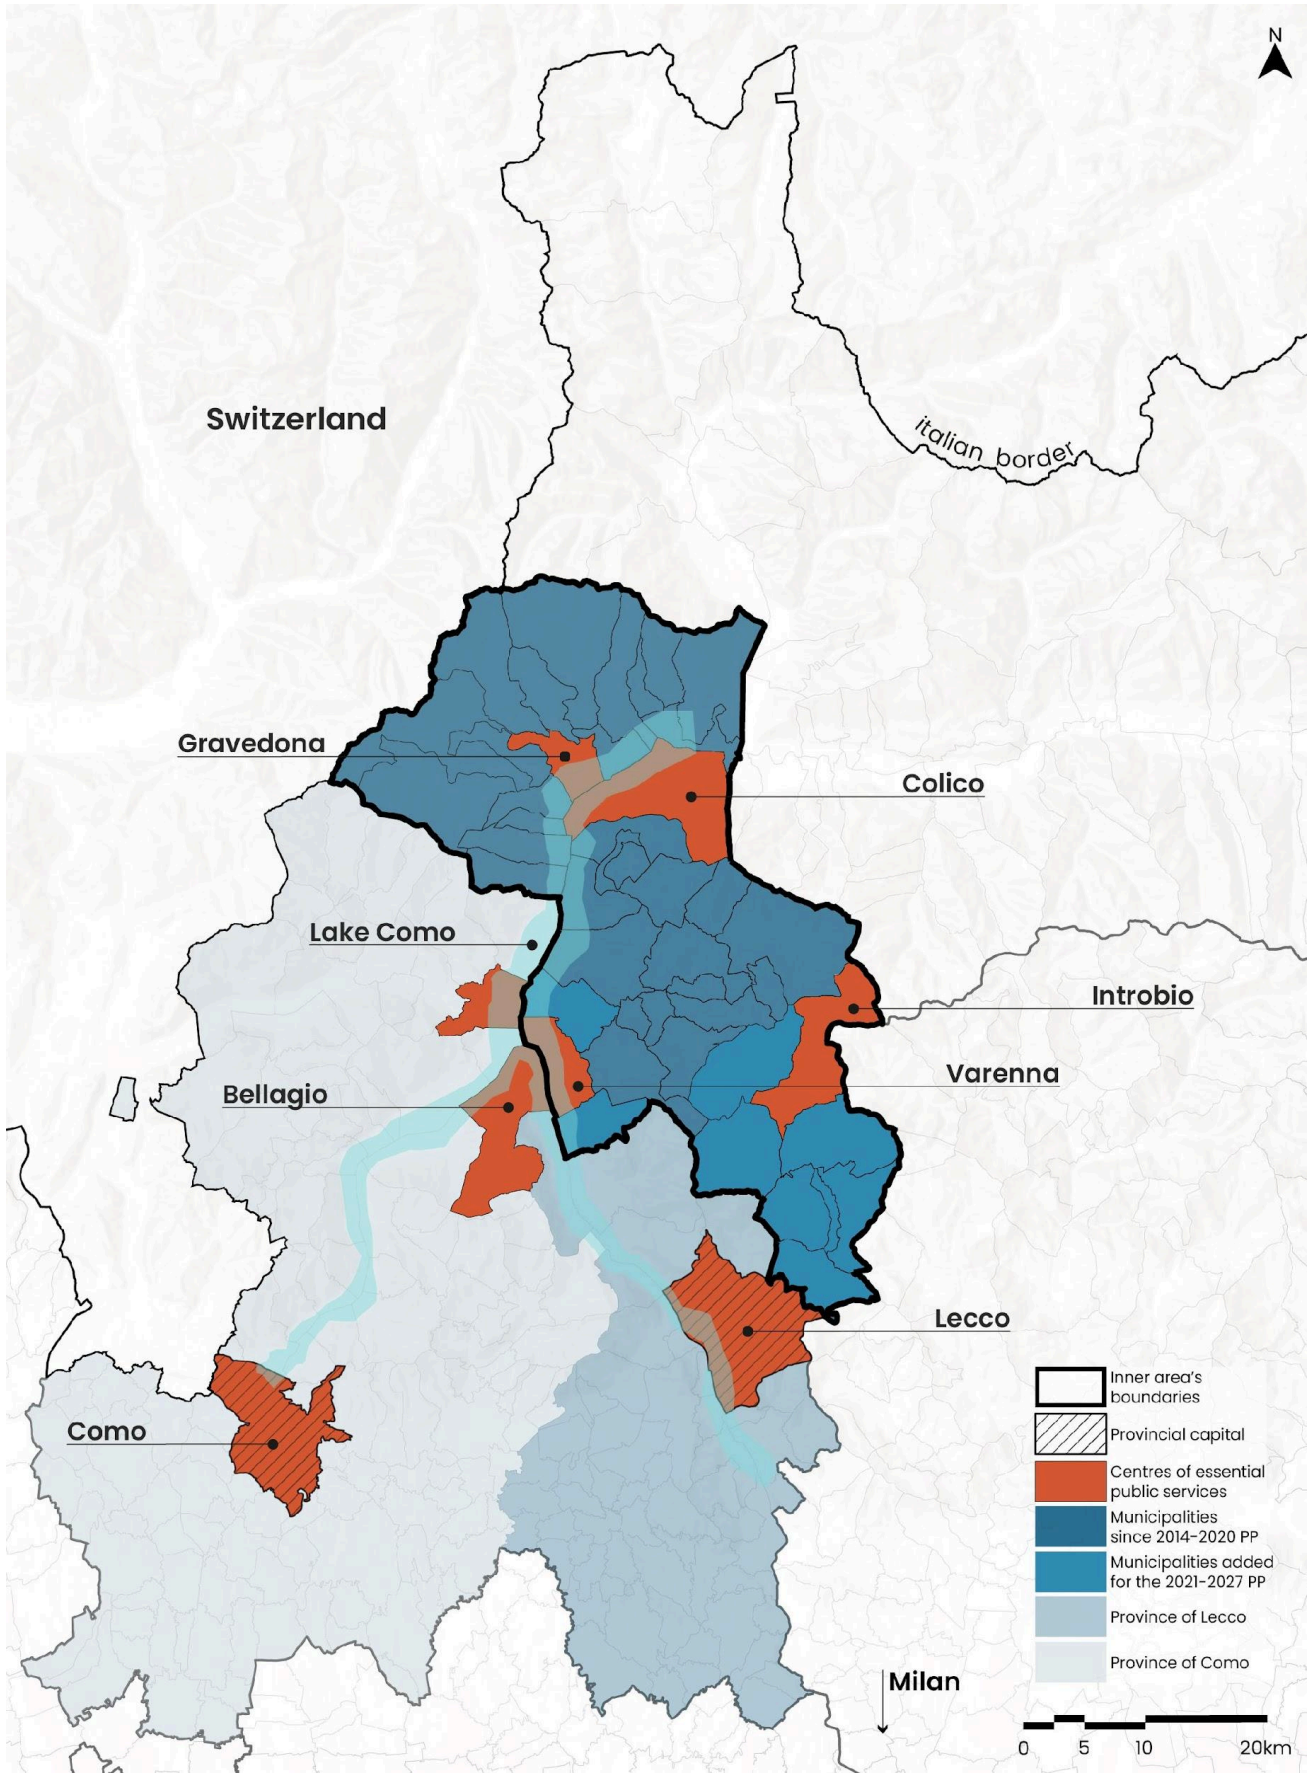 N
Switzerland
italian border
Gravedona
Colico
Lake Como
Introbio
Varenna
Bellagio
Lecco
Como
Inner area's
boundaries
Provincial capital
Centres of essential
public services
Municipalities
since 2014-2020 PP
Municipalities added
for the 2021-2027 PP
Province of Lecco
Province of Como
Milan
0 5 10 20km